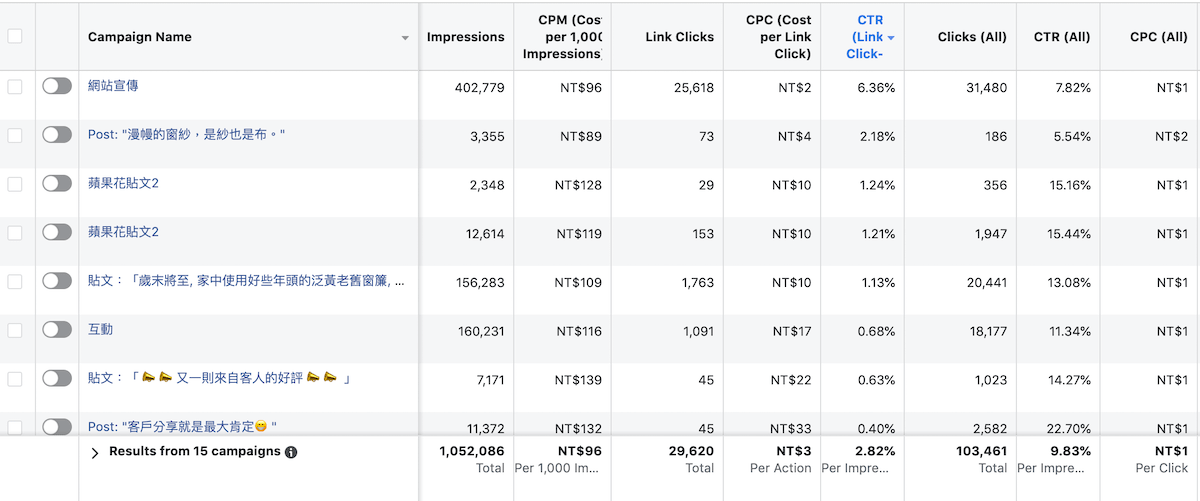 Campaign Name Impressions CPM (Cost per 1,000 Impressions) Link Clicks CPC (Cost per Link Click) CTR (Link Click- Clicks (All) CTR (All) CPC (All)
網站宣傳 402,779 NT$96 25,618 NT$2 6.36% 31,480 7.82% NT$1
Post: "漫幔的窗紗，是紗也是布。" 3,355 NT$89 73 NT$4 2.18% 186 5.54% NT$2
蘋果花貼文2 2,348 NT$128 29 NT$10 1.24% 356 15.16% NT$1
蘋果花貼文2 12,614 NT$119 153 NT$10 1.21% 1,947 15.44% NT$1
貼文：「歲末將至, 家中使用好些年頭的泛黃老舊窗簾, ... 156,283 NT$109 1,763 NT$10 1.13% 20,441 13.08% NT$1
互動 160,231 NT$116 1,091 NT$17 0.68% 18,177 11.34% NT$1
貼文：「📣📣 又一則來自客人的好評 📣📣 」 7,171 NT$139 45 NT$22 0.63% 1,023 14.27% NT$1
Post: "客戶分享就是最大肯定🤭 " 11,372 NT$132 45 NT$33 0.40% 2,582 22.70% NT$1
Results from 15 campaigns 1,052,086 NT$96 29,620 NT$3 2.82% 103,461 9.83% NT$1
Total Per 1,000 Im... Total Per Action Per Impre... Total Per Impre... Per Click